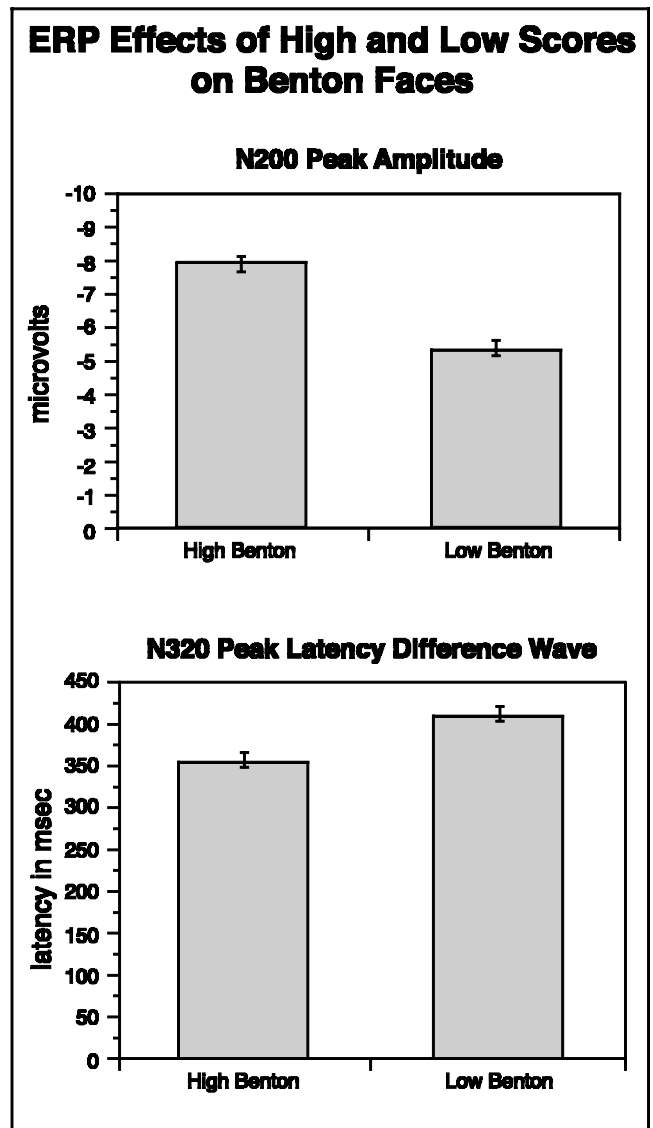 ERP Effects of High and Low Scores
on Benton Faces
N200 Peak Amplitude
-10
-9
-8
-7
-6
-5
-4
-3
-2
-1
0
microvolts
High Benton Low Benton
N320 Peak Latency Difference Wave
450
400
350
300
250
200
150
100
50
0
latency in msec
High Benton Low Benton